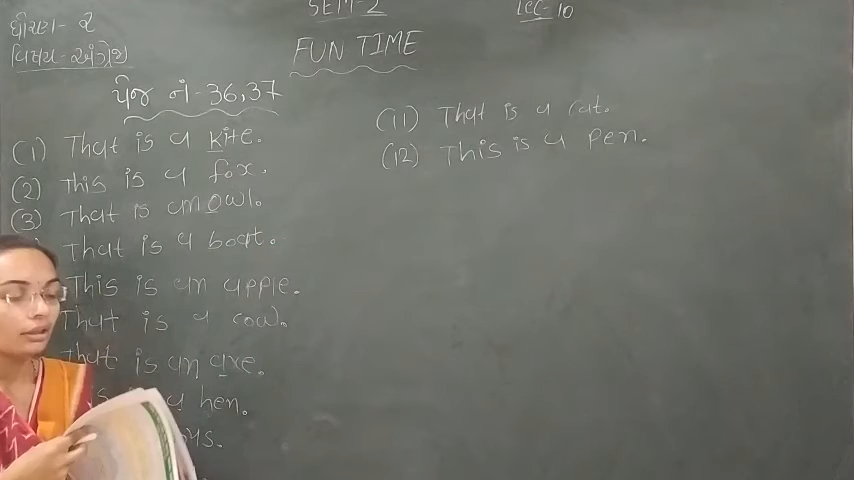 ધોરણ - ૨
વિષય - અંગ્રેજી
SEM-2
LEC-10
FUN TIME
પેજ નં - 36,37
(1) That is a kite.
(2) This is a fox.
(3) That is an owl.
That is a boat.
This is an apple.
That is a cow.
That is an axe.
a hen.
(11) That is a cat.
(12) This is a pen.